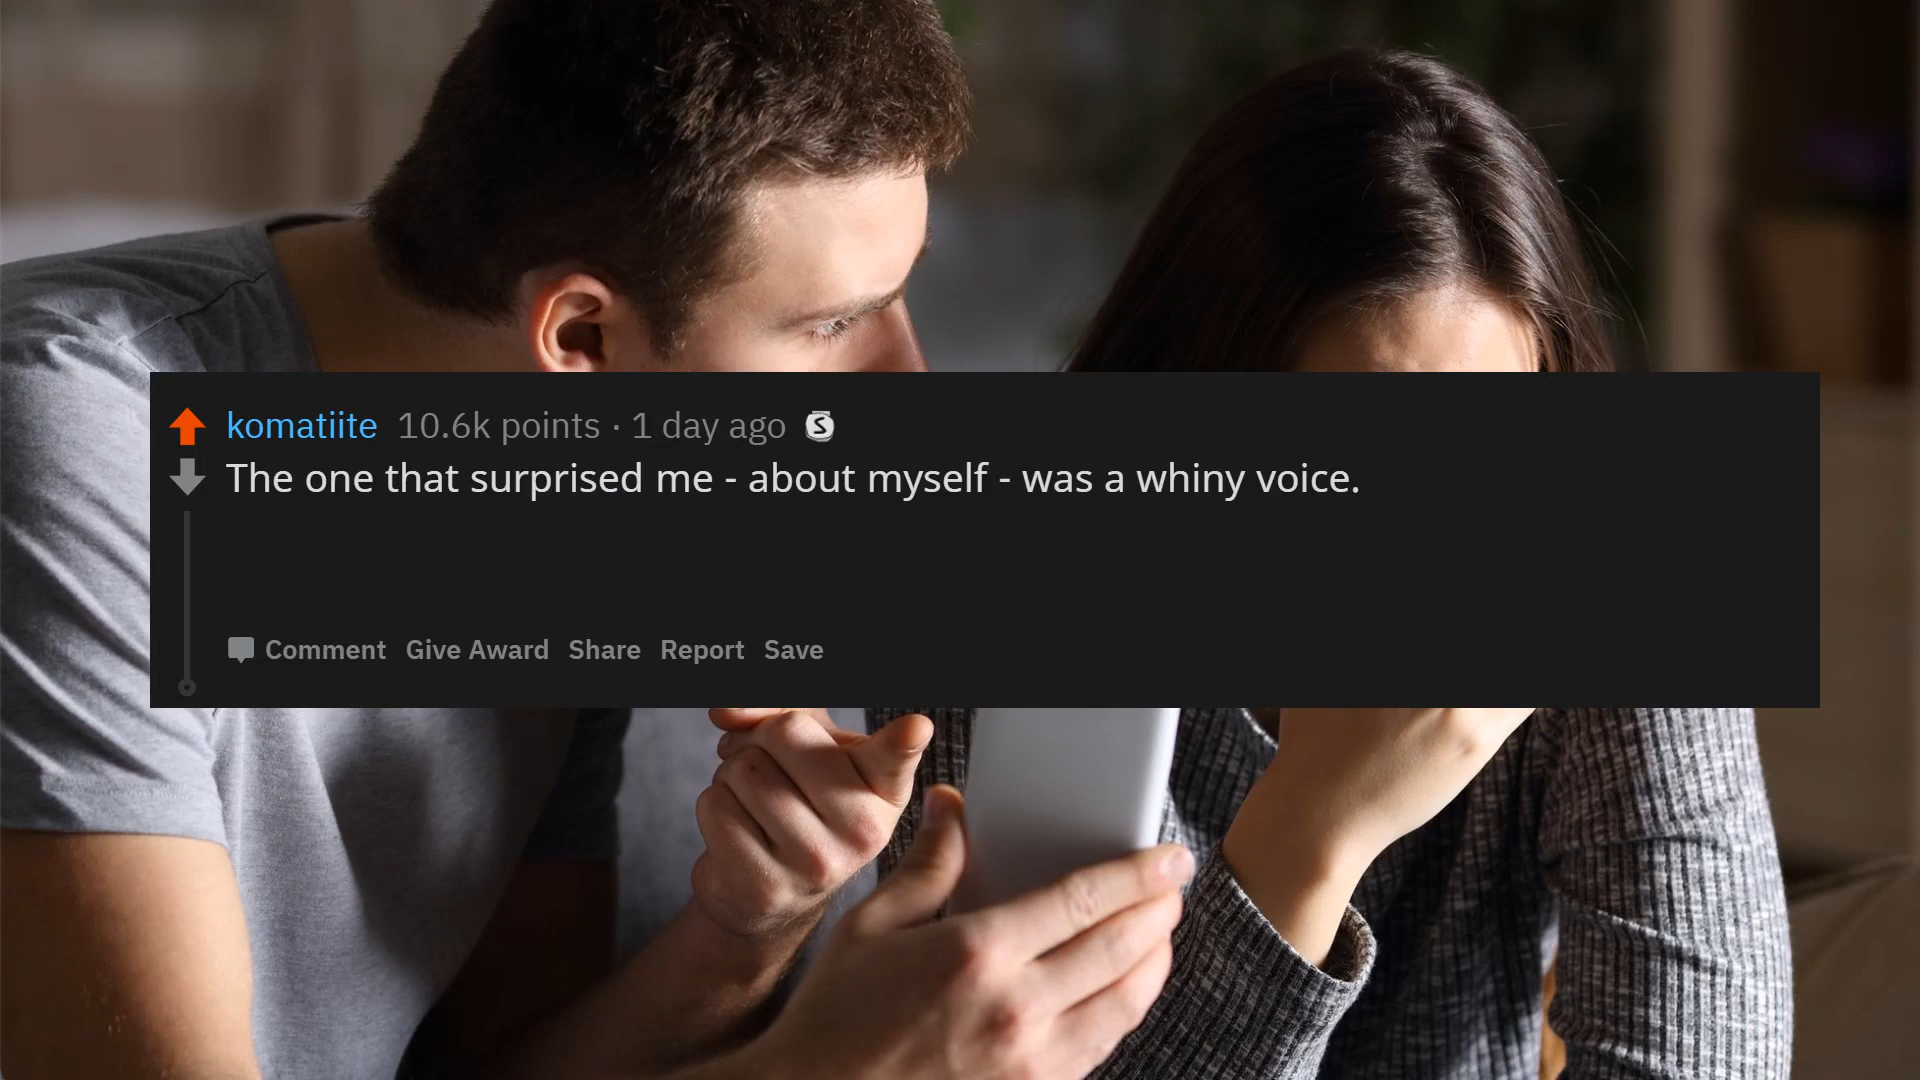 komatiite 10.6k points · 1 day ago S
The one that surprised me - about myself - was a whiny voice.
Comment Give Award Share Report Save